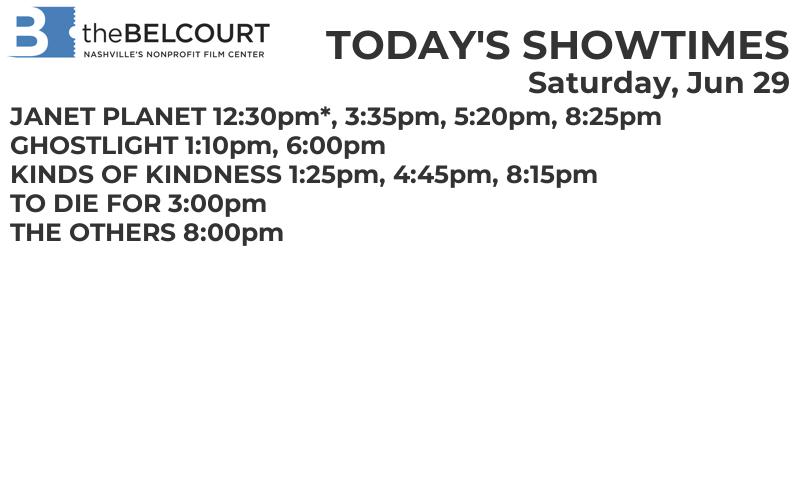 B theBELCOURT
NASHVILLE'S NONPROFIT FILM CENTER
TODAY'S SHOWTIMES
Saturday, Jun 29
JANET PLANET 12:30pm*, 3:35pm, 5:20pm, 8:25pm
GHOSTLIGHT 1:10pm, 6:00pm
KINDS OF KINDNESS 1:25pm, 4:45pm, 8:15pm
TO DIE FOR 3:00pm
THE OTHERS 8:00pm